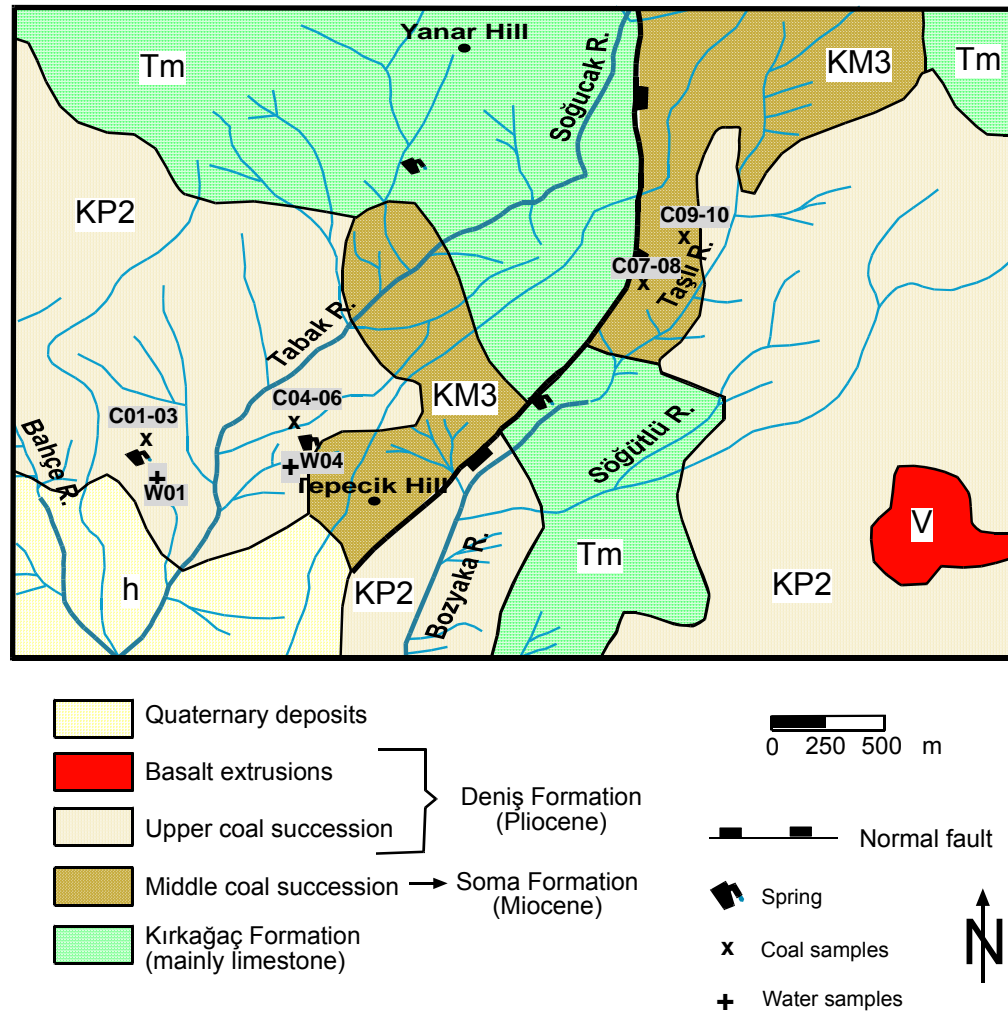 Yanar Hill
Tm
Soğucak R.
KM3
Tm
KP2
C09-10
C07-08
Taşlı R.
Tabak R.
KM3
C04-06
C01-03
Bahçe R.
W04
W01
Tepecik Hill
Söğütlü R.
V
Tm
h
KP2
Bozyaka R.
KP2
Quaternary deposits
Basalt extrusions
Upper coal succession
Deniş Formation
(Pliocene)
Middle coal succession
Soma Formation
(Miocene)
Kırkağaç Formation
(mainly limestone)
0 250 500 m
Normal fault
Spring
x Coal samples
+ Water samples
N